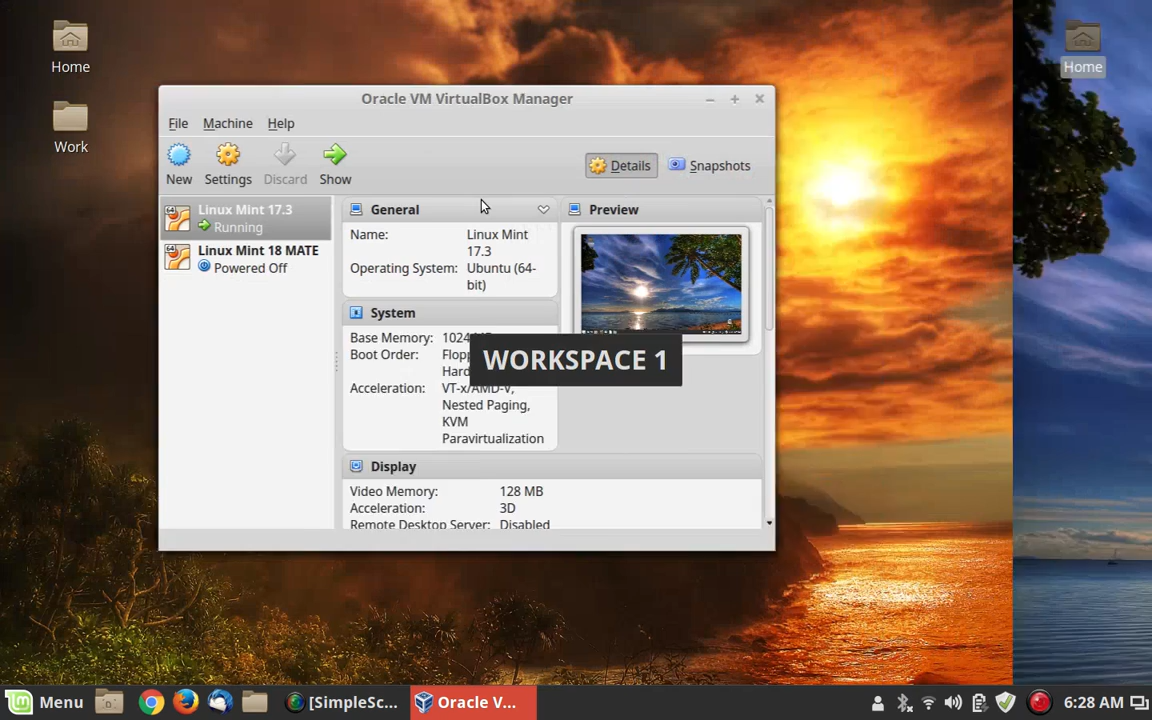 Home
Home
Work
Oracle VM VirtualBox Manager
File Machine Help
New Settings Discard Show
Details Snapshots
Linux Mint 17.3
Running
Linux Mint 18 MATE
Powered Off
General
Name: Linux Mint
17.3
Operating System: Ubuntu (64-
bit)
Preview
System
Base Memory: 1024
Boot Order:
Acceleration: VT-x/AMD-V,
Nested Paging,
KVM
Paravirtualization
WORKSPACE 1
Display
Video Memory: 128 MB
Acceleration: 3D
Remote Desktop Server: Disabled
Menu [SimpleSc... Oracle V... 6:28 AM